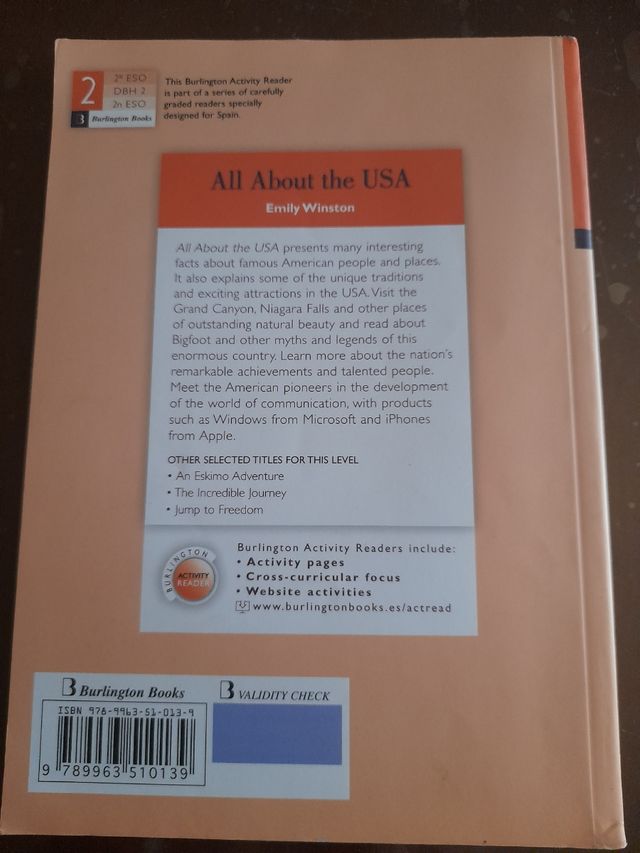 2
2º ESO
DBH 2
2n ESO
B Burlington Books
This Burlington Activity Reader
is part of a series of carefully
graded readers specially
designed for Spain.
All About the USA
Emily Winston
All About the USA presents many interesting
facts about famous American people and places.
It also explains some of the unique traditions
and exciting attractions in the USA. Visit the
Grand Canyon, Niagara Falls and other places
of outstanding natural beauty and read about
Bigfoot and other myths and legends of this
enormous country. Learn more about the nation's
remarkable achievements and talented people.
Meet the American pioneers in the development
of the world of communication, with products
such as Windows from Microsoft and iPhones
from Apple.
OTHER SELECTED TITLES FOR THIS LEVEL
• An Eskimo Adventure
• The Incredible Journey
• Jump to Freedom
BURLINGTON
ACTIVITY
READER
Burlington Activity Readers include:
• Activity pages
• Cross-curricular focus
• Website activities
www.burlingtonbooks.es/actread
B Burlington Books
B VALIDITY CHECK
ISBN 978-9963-51-013-9
9 789963 510139